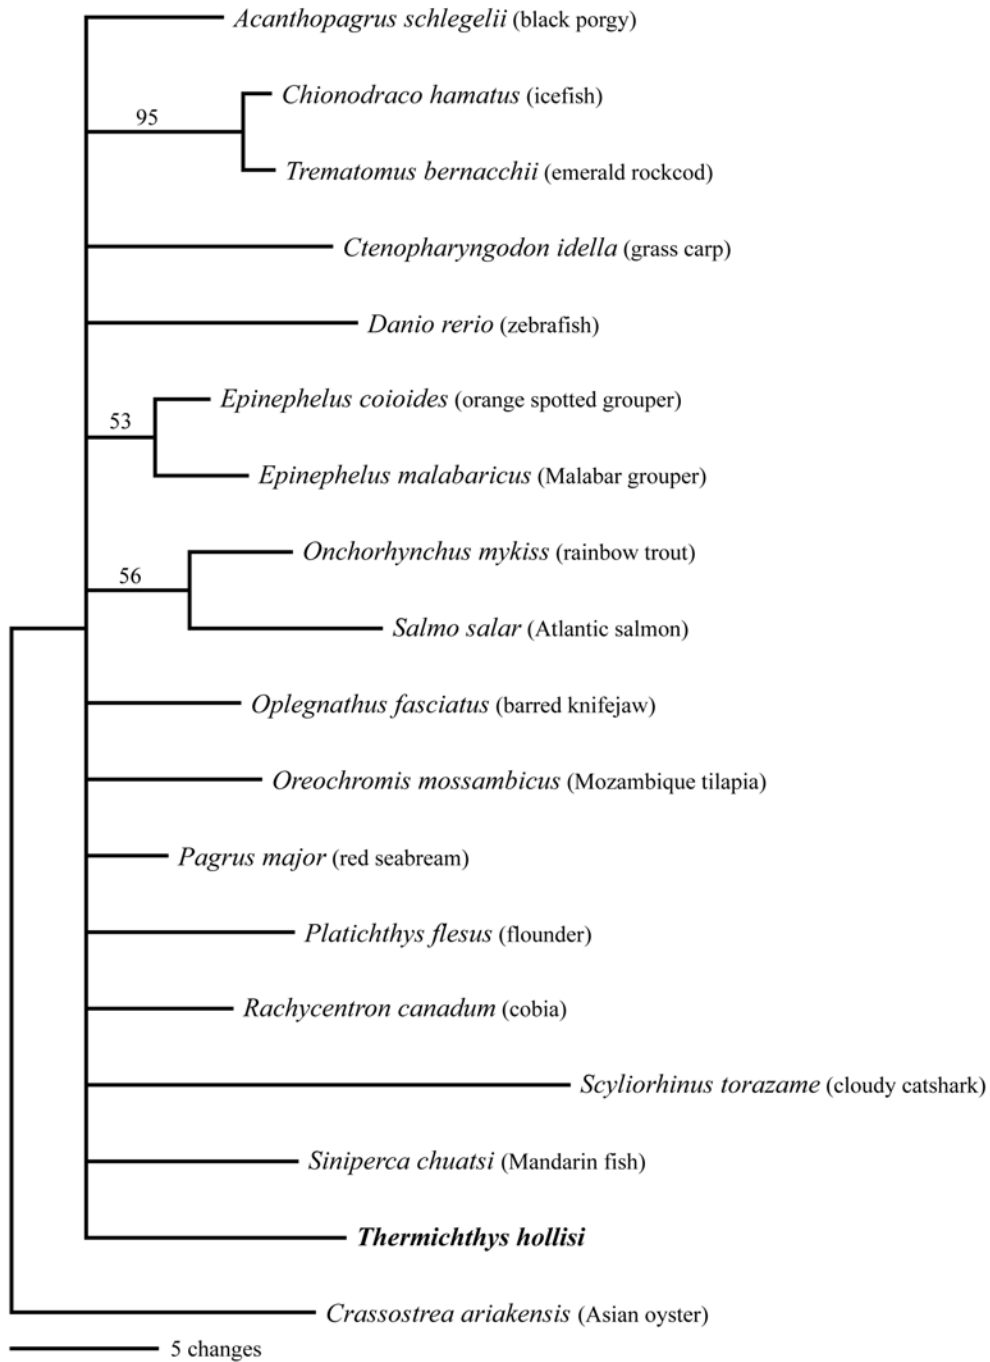 Acanthopagrus schlegelii (black porgy)
Chionodraco hamatus (icefish)
95
Trematomus bernacchii (emerald rockcod)
Ctenopharyngodon idella (grass carp)
Danio rerio (zebrafish)
Epinephelus coioides (orange spotted grouper)
53
Epinephelus malabaricus (Malabar grouper)
Onchorhynchus mykiss (rainbow trout)
56
Salmo salar (Atlantic salmon)
Oplegnathus fasciatus (barred knifejaw)
Oreochromis mossambicus (Mozambique tilapia)
Pagrus major (red seabream)
Platichthys flesus (flounder)
Rachycentron canadum (cobia)
Scyliorhinus torazame (cloudy catshark)
Siniperca chuatsi (Mandarin fish)
Thermichthys hollisi
Crassostrea ariakensis (Asian oyster)
5 changes